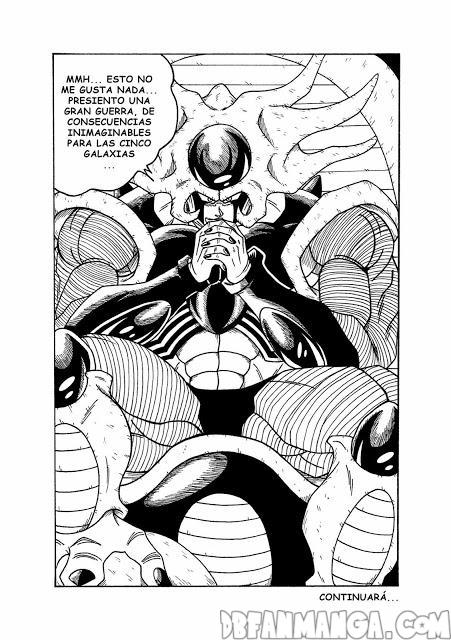 MMH... ESTO NO
ME GUSTA NADA...
PRESIENTO UNA
GRAN GUERRA, DE
CONSECUENCIAS
INIMAGINABLES
PARA LAS CINCO
GALAXIAS
...
CONTINUARÁ...
DBFANMANGA.COM